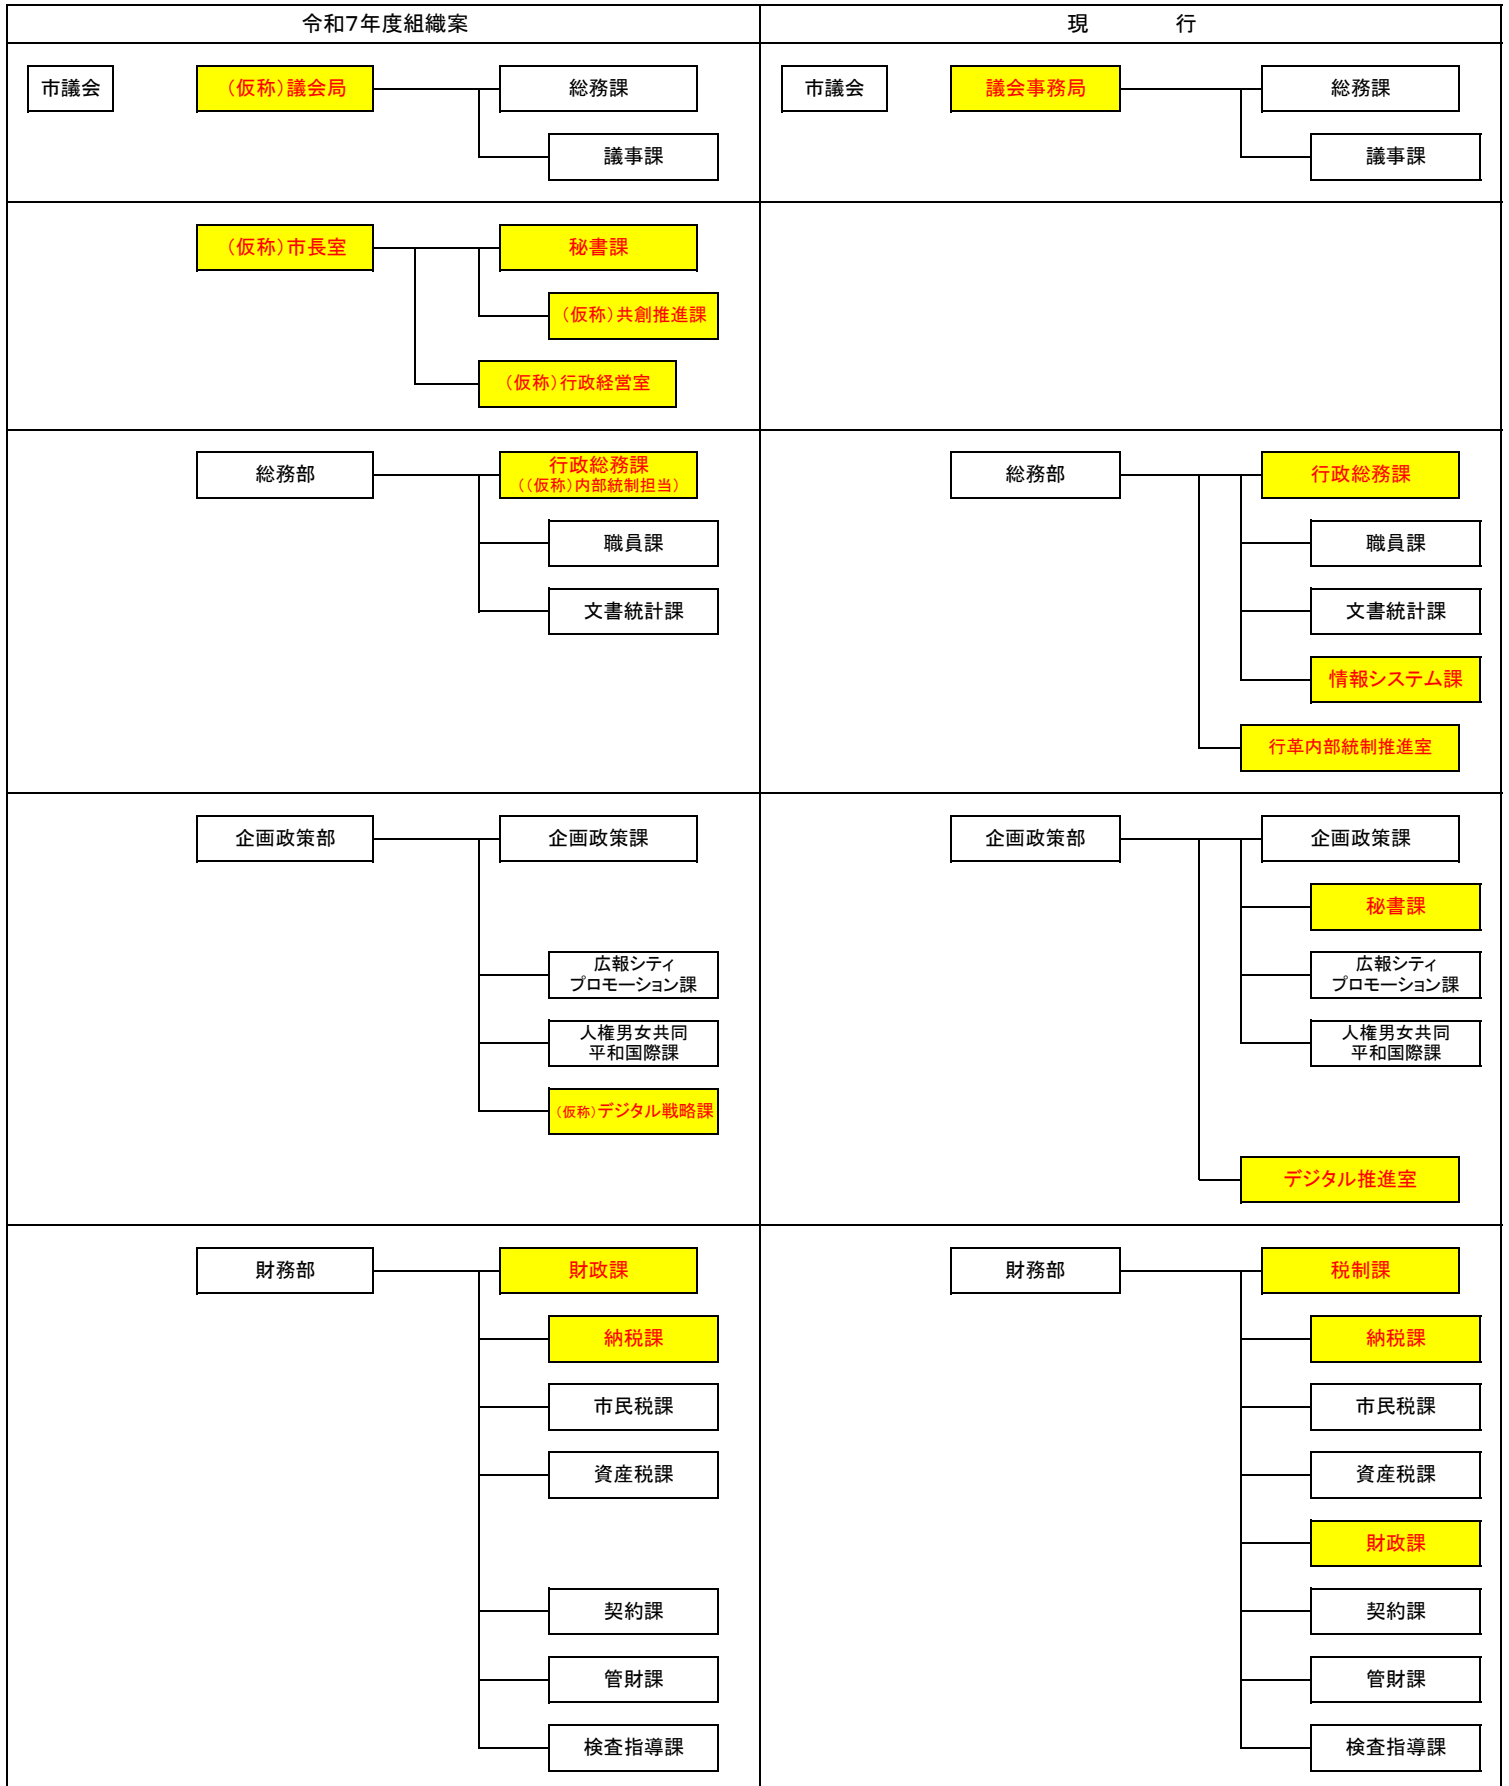 令和7年度組織案
現　　　行
市議会
(仮称)議会局
総務課
議事課
市議会
議会事務局
総務課
議事課
(仮称)市長室
秘書課
(仮称)共創推進課
(仮称)行政経営室
総務部
行政総務課
((仮称)内部統制担当)
職員課
文書統計課
総務部
行政総務課
職員課
文書統計課
情報システム課
行革内部統制推進室
企画政策部
企画政策課
広報シティ
プロモーション課
人権男女共同
平和国際課
(仮称)デジタル戦略課
企画政策部
企画政策課
秘書課
広報シティ
プロモーション課
人権男女共同
平和国際課
デジタル推進室
財務部
財政課
納税課
市民税課
資産税課
契約課
管財課
検査指導課
財務部
税制課
納税課
市民税課
資産税課
財政課
契約課
管財課
検査指導課